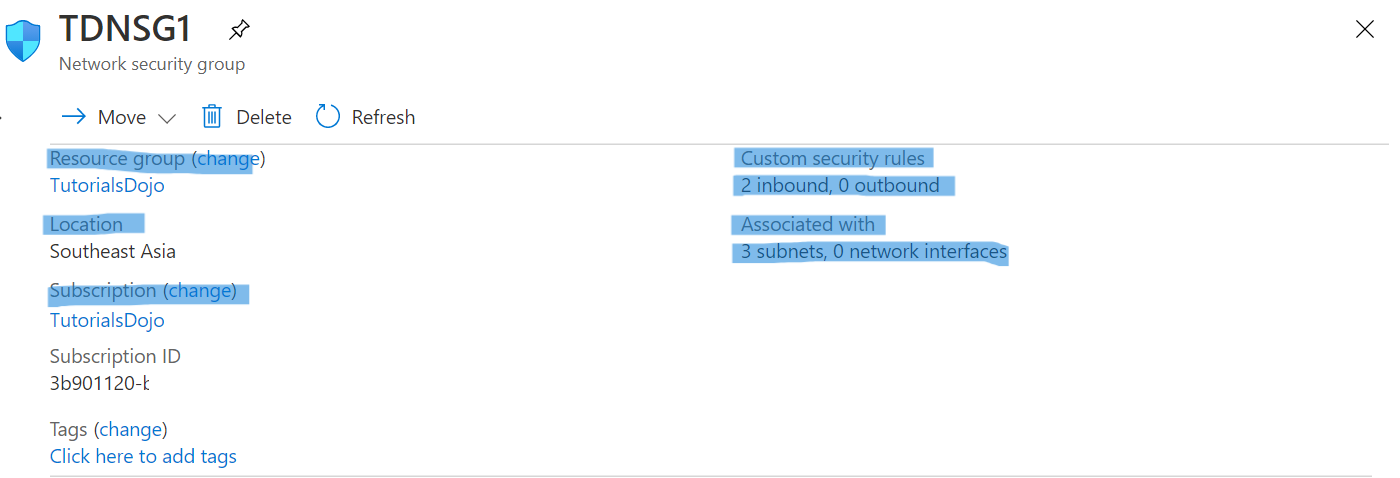 TDNSG1
Network security group
Move Delete Refresh
Resource group (change)
TutorialsDojo
Location
Southeast Asia
Subscription (change)
TutorialsDojo
Subscription ID
3b901120-
Tags (change)
Click here to add tags
Custom security rules
2 inbound, 0 outbound
Associated with
3 subnets, 0 network interfaces